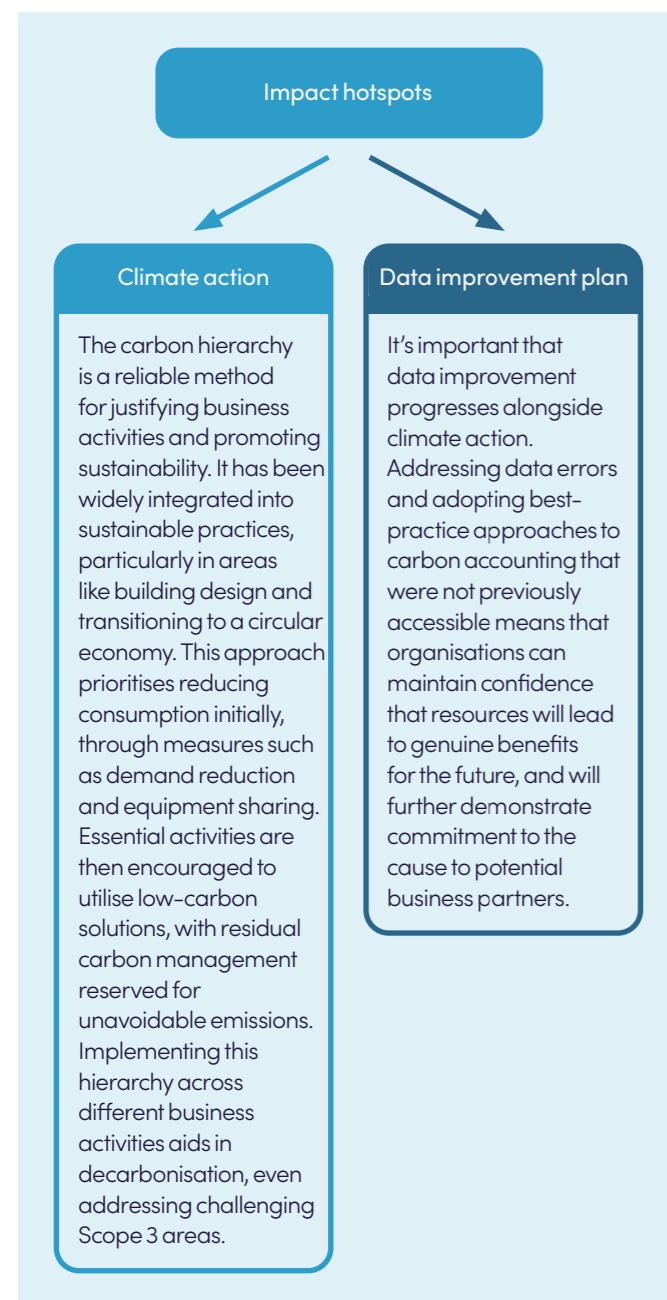 Impact hotspots
Climate action
The carbon hierarchy
is a reliable method
for justifying business
activities and promoting
sustainability. It has been
widely integrated into
sustainable practices,
particularly in areas
like building design and
transitioning to a circular
economy. This approach
prioritises reducing
consumption initially,
through measures such
as demand reduction
and equipment sharing.
Essential activities are
then encouraged to
utilise low-carbon
solutions, with residual
carbon management
reserved for
unavoidable emissions.
Implementing this
hierarchy across
different business
activities aids in
decarbonisation, even
addressing challenging
Scope 3 areas.
Data improvement plan
It's important that
data improvement
progresses alongside
climate action.
Addressing data errors
and adopting best-
practice approaches to
carbon accounting that
were not previously
accessible means that
organisations can
maintain confidence
that resources will lead
to genuine benefits
for the future, and will
further demonstrate
commitment to the
cause to potential
business partners.